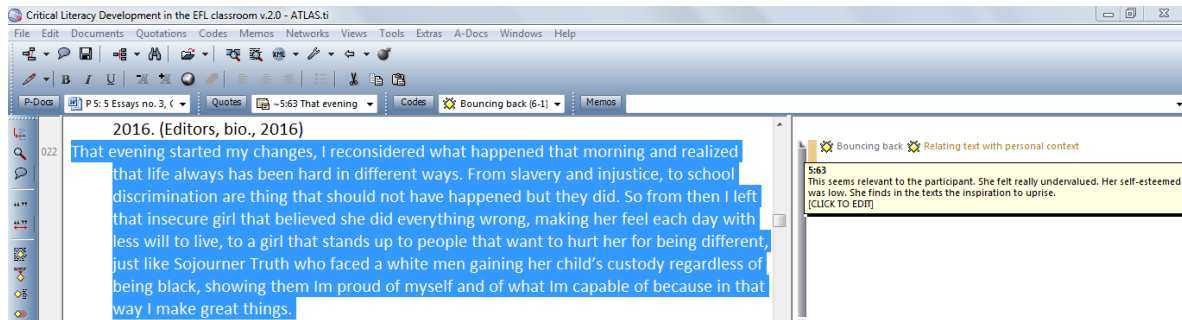 Critical Literacy Development in the EFL classroom v.2.0 - ATLAS.ti
File Edit Documents Quotations Codes Memos Networks Views Tools Extras A-Docs Windows Help
B I U
P-Docs P 5: 5 Essays no. 3, ( Quotes ~5:63 That evening Codes Bouncing back {6-1} Memos
2016. (Editors, bio., 2016)
022 That evening started my changes, I reconsidered what happened that morning and realized
that life always has been hard in different ways. From slavery and injustice, to school
discrimination are thing that should not have happened but they did. So from then I left
that insecure girl that believed she did everything wrong, making her feel each day with
less will to live, to a girl that stands up to people that want to hurt her for being different,
just like Sojourner Truth who faced a white men gaining her child’s custody regardless of
being black, showing them Im proud of myself and of what Im capable of because in that
way I make great things.
Bouncing back Relating text with personal context
5:63
This seems relevant to the participant. She felt really undervalued. Her self-esteemed
was low. She finds in the texts the inspiration to uprise.
[CLICK TO EDIT]